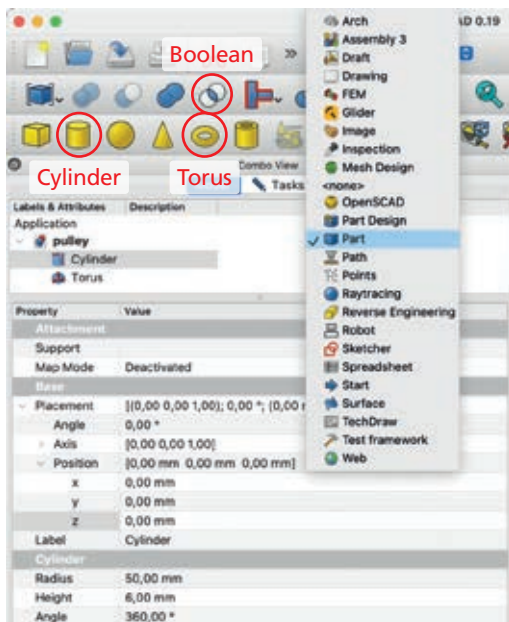 AD 0.19
Boolean
»
Cylinder
Torus
Combo View
Tasks
Labels & Attributes Description
Application
pulley
Cylinder
Torus
Property Value
Attachment
Support
Map Mode Deactivated
Base
Placement [(0,00 0,00 1,00); 0,00 °; (0,00
Angle 0,00 °
Axis [0,00 0,00 1,00]
Position [0,00 mm 0,00 mm 0,00 mm]
x 0,00 mm
y 0,00 mm
z 0,00 mm
Label Cylinder
Cylinder
Radius 50,00 mm
Height 6,00 mm
Angle 360,00 °
Arch
Assembly 3
Draft
Drawing
FEM
Glider
Image
Inspection
Mesh Design
<none>
OpenSCAD
Part Design
✓ Part
Path
Points
Raytracing
Reverse Engineering
Robot
Sketcher
Spreadsheet
Start
Surface
TechDraw
Test framework
Web